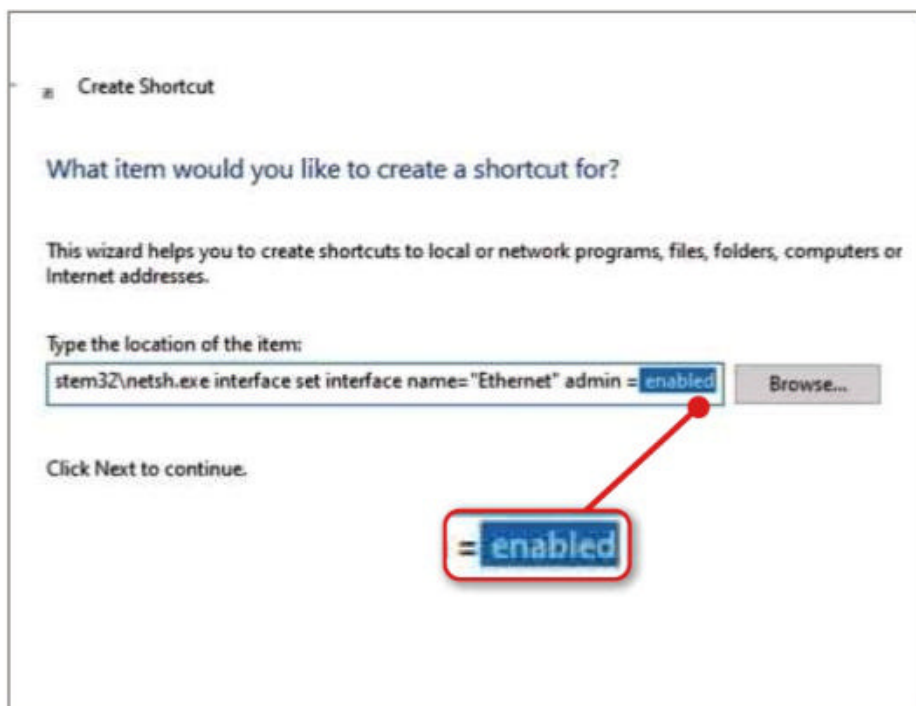 Create Shortcut
What item would you like to create a shortcut for?
This wizard helps you to create shortcuts to local or network programs, files, folders, computers or
Internet addresses.
Type the location of the item:
stem32\netsh.exe interface set interface name="Ethernet" admin = enabled
Browse...
Click Next to continue.
= enabled